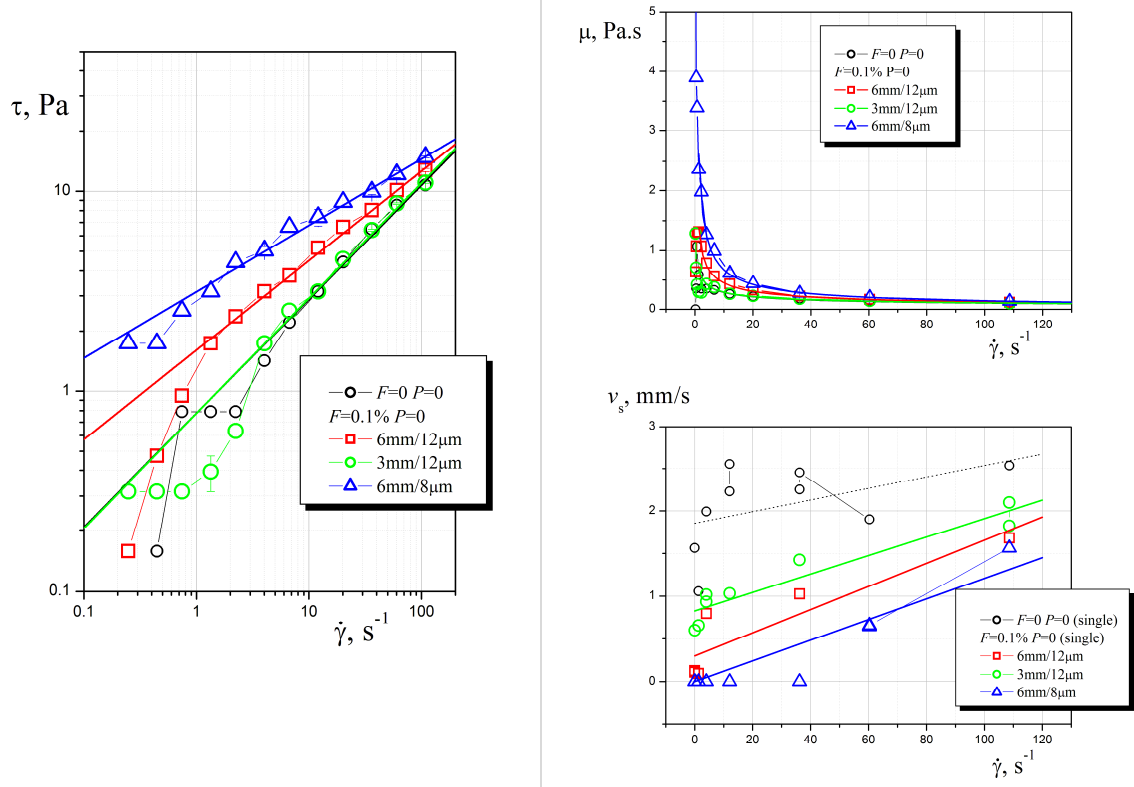 τ, Pa
10
1
0.1
0.1
1
10
100
γ̇, s⁻¹
F=0 P=0
F=0.1% P=0
6mm/12μm
3mm/12μm
6mm/8μm
μ, Pa.s
5
4
3
2
1
0
0
20
40
60
80
100
120
γ̇, s⁻¹
F=0 P=0
F=0.1% P=0
6mm/12μm
3mm/12μm
6mm/8μm
vₛ, mm/s
3
2
1
0
0
20
40
60
80
100
120
γ̇, s⁻¹
F=0 P=0 (single)
F=0.1% P=0 (single)
6mm/12μm
3mm/12μm
6mm/8μm